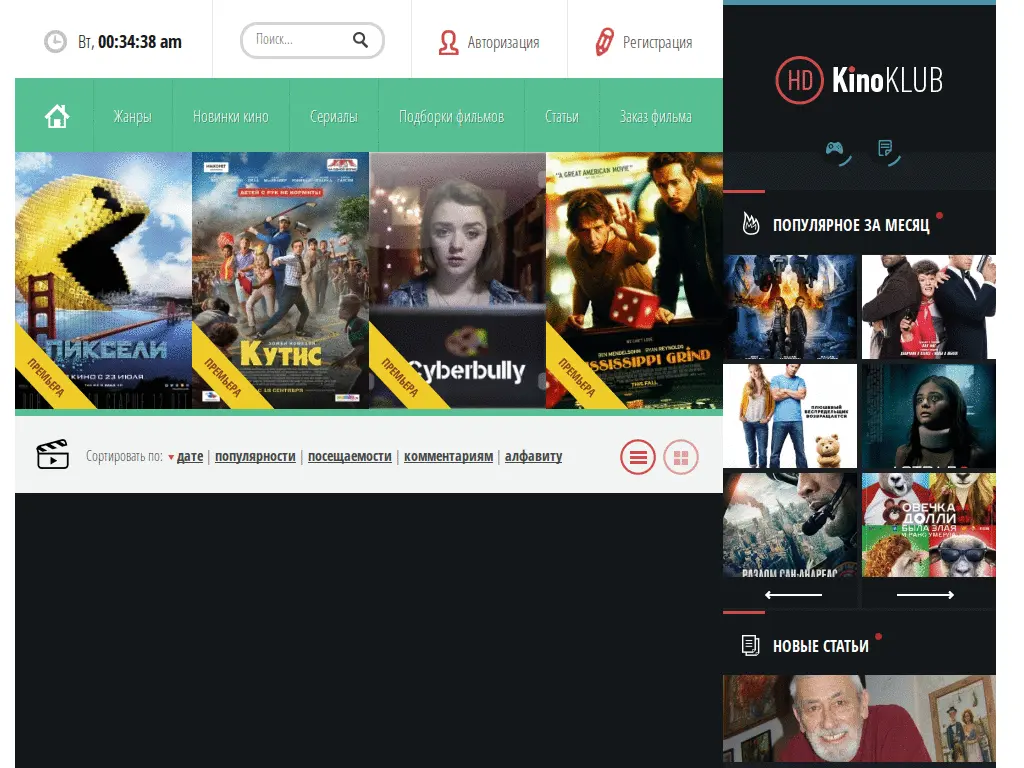 Вт, 00:34:38 am
Поиск...
Авторизация
Регистрация
HD KinoKLUB
Жанры
Новинки кино
Сериалы
Подборки фильмов
Статьи
Заказ фильма
ПИКСЕЛИ
В КИНО С 23 ИЮЛЯ
ПРЕМЬЕРА
ДЕТЕЙ С РУК НЕ КОРМИТЬ!
КУТИС
ПРЕМЬЕРА
Cyberbully
ПРЕМЬЕРА
"A GREAT AMERICAN MOVIE"
BEN MENDELSOHN RYAN REYNOLDS
MISSISSIPPI GRIND
THIS FALL
ПРЕМЬЕРА
Сортировать по: дате | популярности | посещаемости | комментариям | алфавиту
ПОПУЛЯРНОЕ ЗА МЕСЯЦ
ПЛЮШЕВЫЙ
БЕСПРЕДЕЛЬЩИК
ВОЗВРАЩАЕТСЯ
РАЗЛОМ САН-АНДРЕАС
ОВЕЧКА
ДОЛЛИ
БЫЛА ЗЛАЯ
И РАНО УМЕРЛА
НОВЫЕ СТАТЬИ